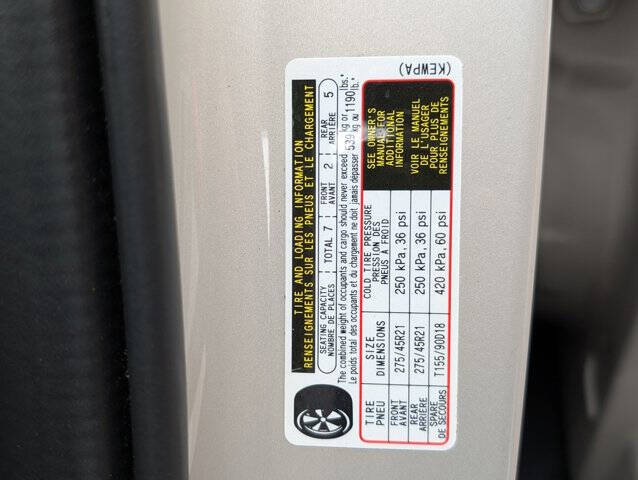 TIRE AND LOADING INFORMATION
RENSEIGNEMENTS SUR LES PNEUS ET LE CHARGEMENT
SEATING CAPACITY
NOMBRE DE PLACES
TOTAL 7
FRONT
AVANT
2
REAR
ARRIÈRE
5
The combined weight of occupants and cargo should never exceed 539 kg or 1190 lbs.*
Le poids total des occupants et du chargement ne doit jamais dépasser 539 kg ou 1190 lb.*
TIRE
PNEU
SIZE
DIMENSIONS
COLD TIRE PRESSURE
PRESSION DES
PNEUS À FROID
FRONT
AVANT
275/45R21
250 kPa, 36 psi
REAR
ARRIÈRE
275/45R21
250 kPa, 36 psi
SPARE
DE SECOURS
T155/90D18
420 kPa, 60 psi
SEE OWNER'S
MANUAL FOR
ADDITIONAL
INFORMATION
VOIR LE MANUEL
DE L'USAGER
POUR PLUS DE
RENSEIGNEMENTS
(KEWPA)